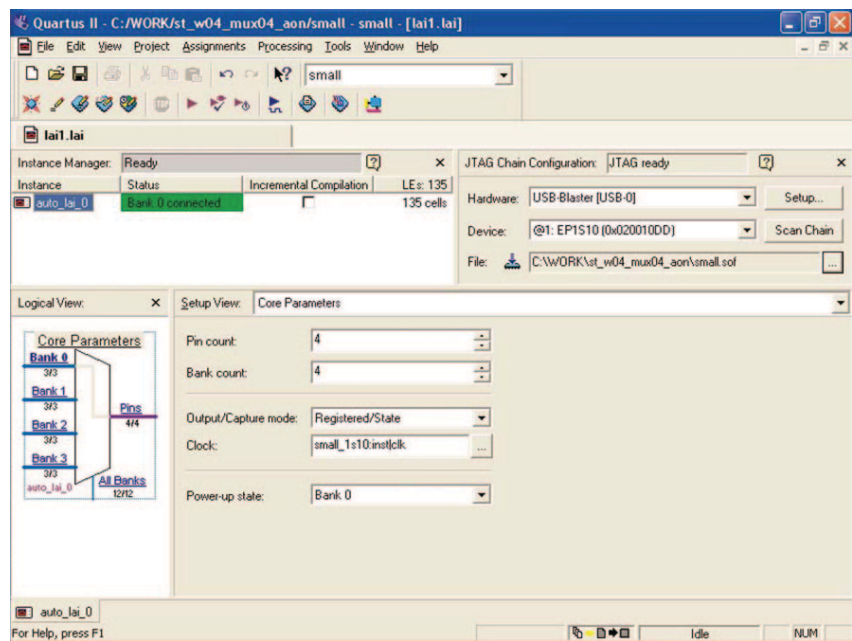 Quartus II - C:/WORK/st_w04_mux04_aon/small - small - [lai1.lai]
File Edit View Project Assignments Processing Tools Window Help
small
lai1.lai
Instance Manager: Ready
Instance Status Incremental Compilation LEs: 135
auto_lai_0 Bank 0 connected 135 cells
JTAG Chain Configuration: JTAG ready
Hardware: USB-Blaster [USB-0] Setup...
Device: @1: EP1S10 (0x020010DD) Scan Chain
File: C:\WORK\st_w04_mux04_aon\small.sof ...
Logical View:
Core Parameters
Bank 0
3/3
Bank 1
3/3
Pins
4/4
Bank 2
3/3
Bank 3
3/3
auto_lai_0
All Banks
12/12
Setup View: Core Parameters
Pin count: 4
Bank count: 4
Output/Capture mode: Registered/State
Clock: small_1s10:inst|clk ...
Power-up state: Bank 0
auto_lai_0
For Help, press F1
Idle
NUM